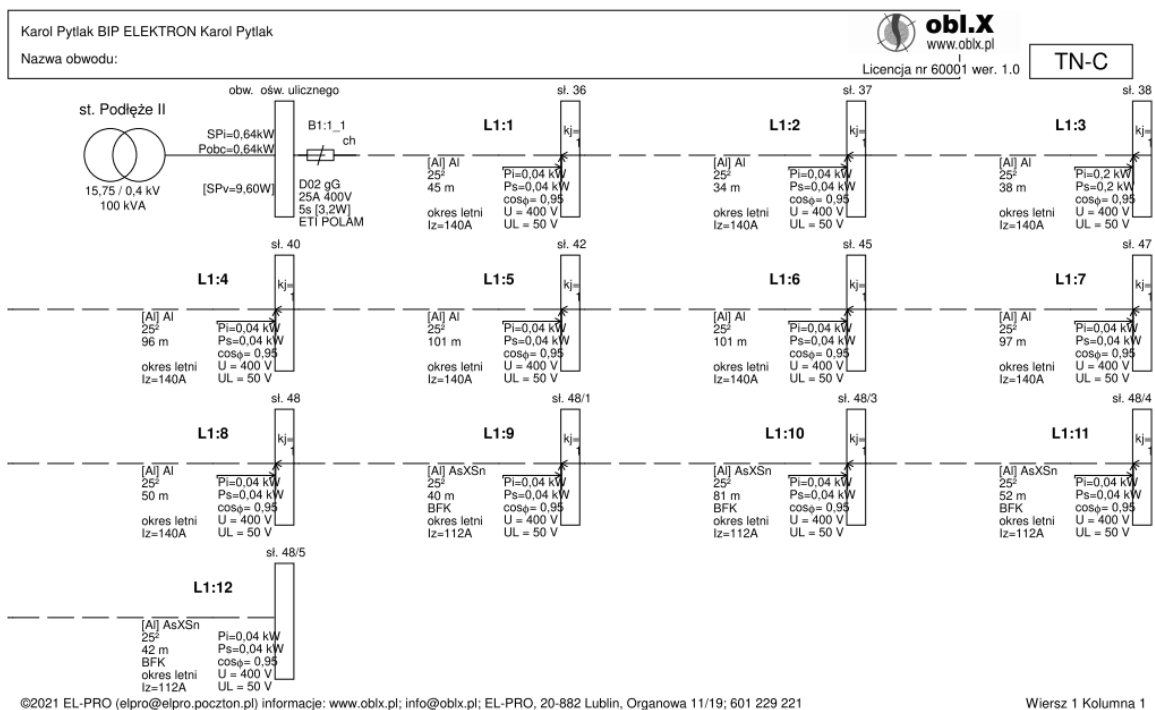 Karol Pytlak BIP ELEKTRON Karol Pytlak
Nazwa obwodu:
obl.X
www.oblx.pl
Licencja nr 60001 wer. 1.0
TN-C
st. Podłęże II
15,75 / 0,4 kV
100 kVA
obw. ośw. ulicznego
SPi=0,64kW
Pobc=0,64kW
[SPv=9,60W]
B1:1_1
ch
D02 gG
25A 400V
5s [3,2W]
ETI POLAM
sł. 36
L1:1
kj=
1
[Al] Al
25²
45 m
okres letni
Iz=140A
Pi=0,04 kW
Ps=0,04 kW
cosϕ= 0,95
U = 400 V
UL = 50 V
sł. 37
L1:2
kj=
1
[Al] Al
25²
34 m
okres letni
Iz=140A
Pi=0,04 kW
Ps=0,04 kW
cosϕ= 0,95
U = 400 V
UL = 50 V
sł. 38
L1:3
kj=
1
[Al] Al
25²
38 m
okres letni
Iz=140A
Pi=0,2 kW
Ps=0,2 kW
cosϕ= 0,95
U = 400 V
UL = 50 V
sł. 40
L1:4
kj=
1
[Al] Al
25²
96 m
okres letni
Iz=140A
Pi=0,04 kW
Ps=0,04 kW
cosϕ= 0,95
U = 400 V
UL = 50 V
sł. 42
L1:5
kj=
1
[Al] Al
25²
101 m
okres letni
Iz=140A
Pi=0,04 kW
Ps=0,04 kW
cosϕ= 0,95
U = 400 V
UL = 50 V
sł. 45
L1:6
kj=
1
[Al] Al
25²
101 m
okres letni
Iz=140A
Pi=0,04 kW
Ps=0,04 kW
cosϕ= 0,95
U = 400 V
UL = 50 V
sł. 47
L1:7
kj=
1
[Al] Al
25²
97 m
okres letni
Iz=140A
Pi=0,04 kW
Ps=0,04 kW
cosϕ= 0,95
U = 400 V
UL = 50 V
sł. 48
L1:8
kj=
1
[Al] Al
25²
50 m
okres letni
Iz=140A
Pi=0,04 kW
Ps=0,04 kW
cosϕ= 0,95
U = 400 V
UL = 50 V
sł. 48/1
L1:9
kj=
1
[Al] AsXSn
25²
40 m
BFK
okres letni
Iz=112A
Pi=0,04 kW
Ps=0,04 kW
cosϕ= 0,95
U = 400 V
UL = 50 V
sł. 48/3
L1:10
kj=
1
[Al] AsXSn
25²
81 m
BFK
okres letni
Iz=112A
Pi=0,04 kW
Ps=0,04 kW
cosϕ= 0,95
U = 400 V
UL = 50 V
sł. 48/4
L1:11
kj=
1
[Al] AsXSn
25²
52 m
BFK
okres letni
Iz=112A
Pi=0,04 kW
Ps=0,04 kW
cosϕ= 0,95
U = 400 V
UL = 50 V
sł. 48/5
L1:12
[Al] AsXSn
25²
42 m
BFK
okres letni
Iz=112A
Pi=0,04 kW
Ps=0,04 kW
cosϕ= 0,95
U = 400 V
UL = 50 V
©2021 EL-PRO (elpro@elpro.poczton.pl) informacje: www.oblx.pl; info@oblx.pl; EL-PRO, 20-882 Lublin, Organowa 11/19; 601 229 221
Wiersz 1 Kolumna 1